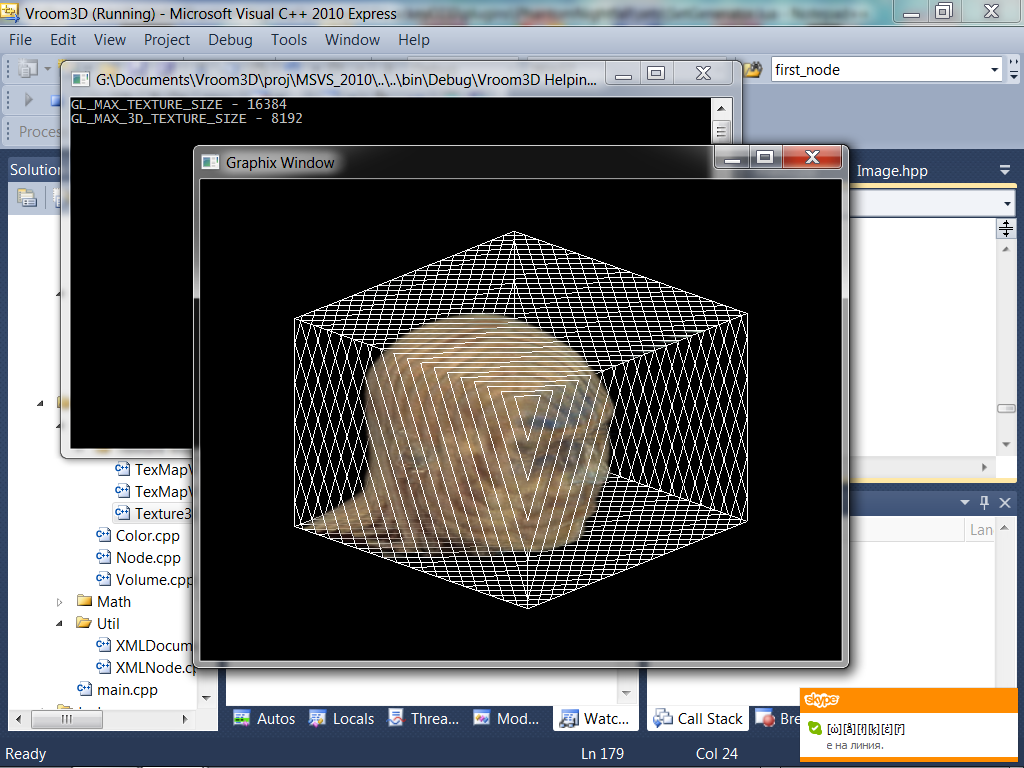 Vroom3D (Running) - Microsoft Visual C++ 2010 Express
File Edit View Project Debug Tools Window Help
G:\Documents\Vroom3D\proj\MSVS_2010\..\..\bin\Debug\Vroom3D Helpin...
first_node
GL_MAX_TEXTURE_SIZE - 16384
GL_MAX_3D_TEXTURE_SIZE - 8192
Proces
Solution
Graphix Window
Image.hpp
TexMapV
TexMapV
Texture3
Color.cpp
Node.cpp
Volume.cpp
Math
Util
XMLDocum
XMLNode.c
main.cpp
Lan
skype
[ώ][ắ][ł][ķ][ė][ř]
е на линия.
Autos Locals Threa... Mod... Watc... Call Stack Bre
Ready Ln 179 Col 24